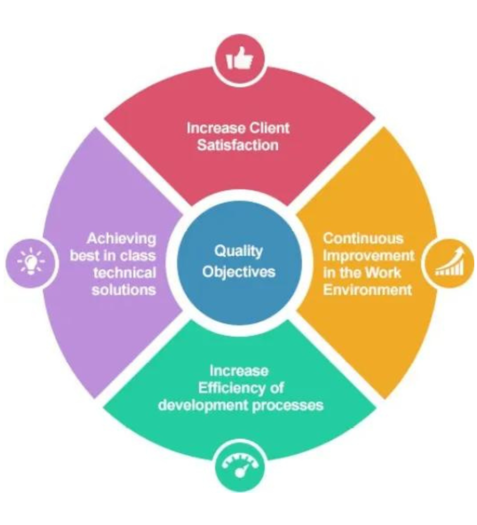 Increase Client
Satisfaction
Achieving
best in class
technical
solutions
Quality
Objectives
Continuous
Improvement
in the Work
Environment
Increase
Efficiency of
development processes